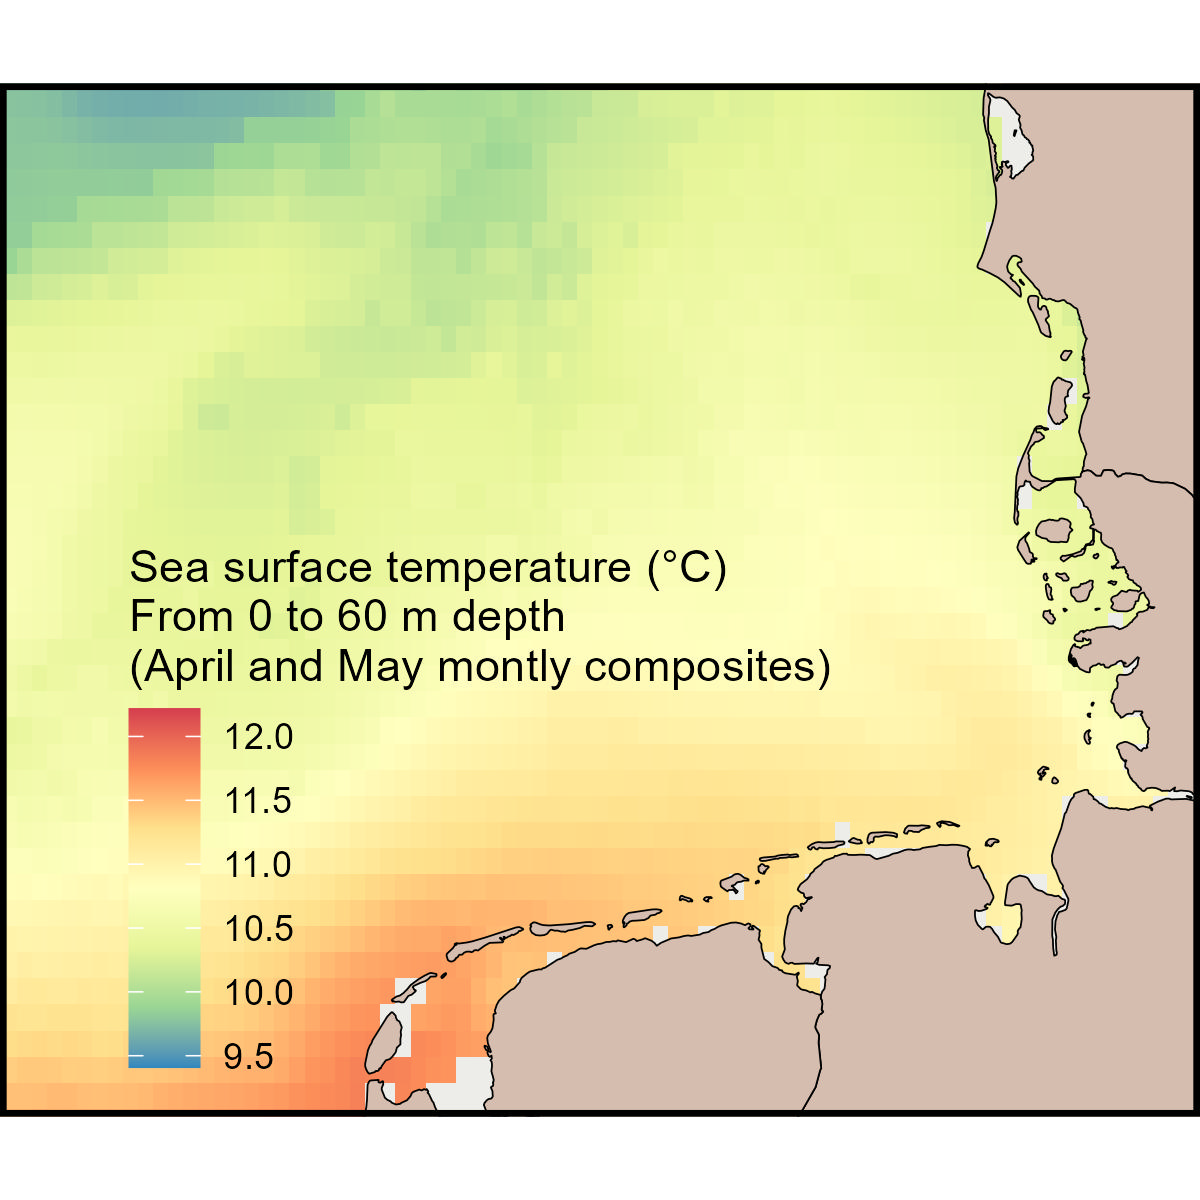 Sea surface temperature (°C)
From 0 to 60 m depth
(April and May montly composites)
12.0
11.5
11.0
10.5
10.0
9.5